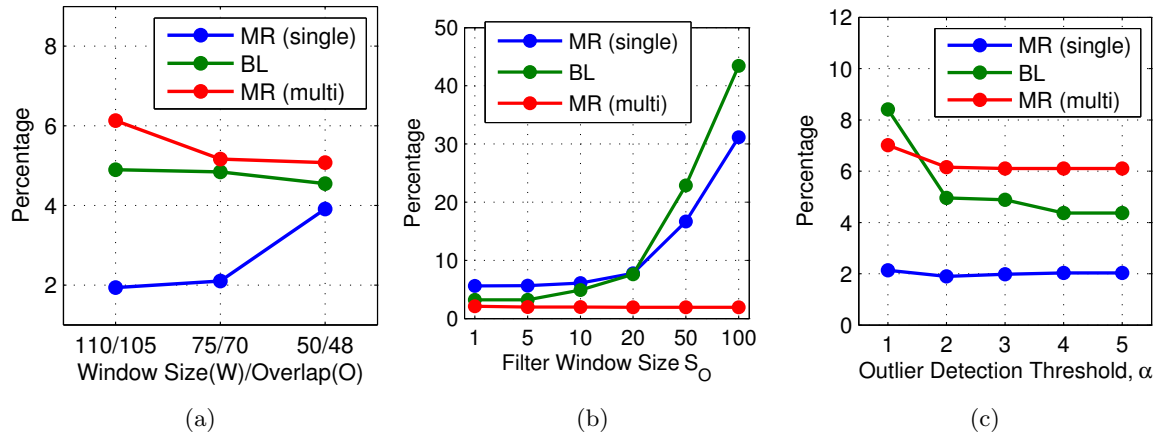 8
6
4
2
Percentage
MR (single)
BL
MR (multi)
110/105 75/70 50/48
Window Size(W)/Overlap(O)
(a)
50
40
30
20
10
0
Percentage
MR (single)
BL
MR (multi)
1 5 10 20 50 100
Filter Window Size S_O
(b)
12
10
8
6
4
2
0
Percentage
MR (single)
BL
MR (multi)
1 2 3 4 5
Outlier Detection Threshold, α
(c)